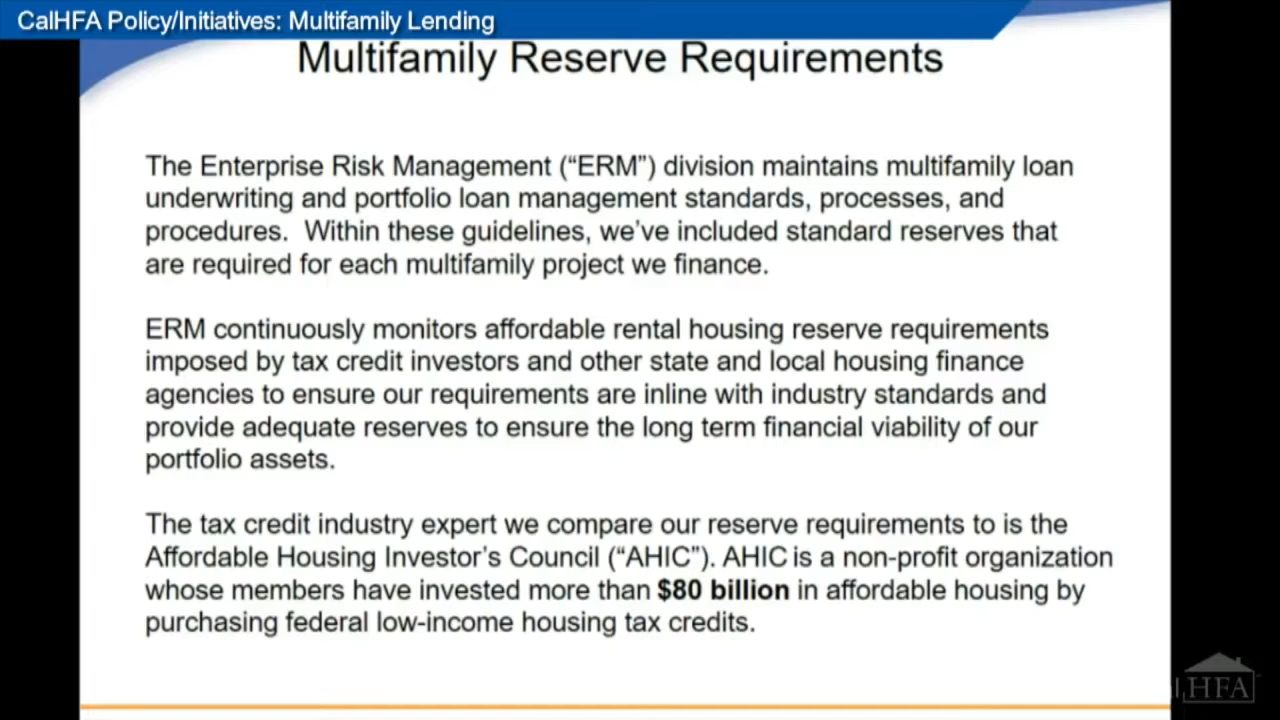 CalHFA Policy/Initiatives: Multifamily Lending
Multifamily Reserve Requirements
The Enterprise Risk Management (“ERM”) division maintains multifamily loan
underwriting and portfolio loan management standards, processes, and
procedures.  Within these guidelines, we’ve included standard reserves that
are required for each multifamily project we finance.
ERM continuously monitors affordable rental housing reserve requirements
imposed by tax credit investors and other state and local housing finance
agencies to ensure our requirements are inline with industry standards and
provide adequate reserves to ensure the long term financial viability of our
portfolio assets.
The tax credit industry expert we compare our reserve requirements to is the
Affordable Housing Investor’s Council (“AHIC”). AHIC is a non-profit organization
whose members have invested more than $80 billion in affordable housing by
purchasing federal low-income housing tax credits.
HFA